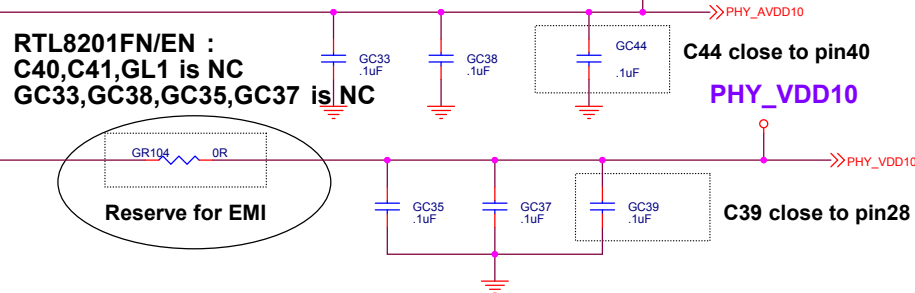 PHY_AVDD10
RTL8201FN/EN :
C40,C41,GL1 is NC
GC33,GC38,GC35,GC37 is NC
GC33
.1uF
GC38
.1uF
GC44
.1uF
C44 close to pin40
PHY_VDD10
GR104
0R
PHY_VDD10
Reserve for EMI
GC35
.1uF
GC37
.1uF
GC39
.1uF
C39 close to pin28